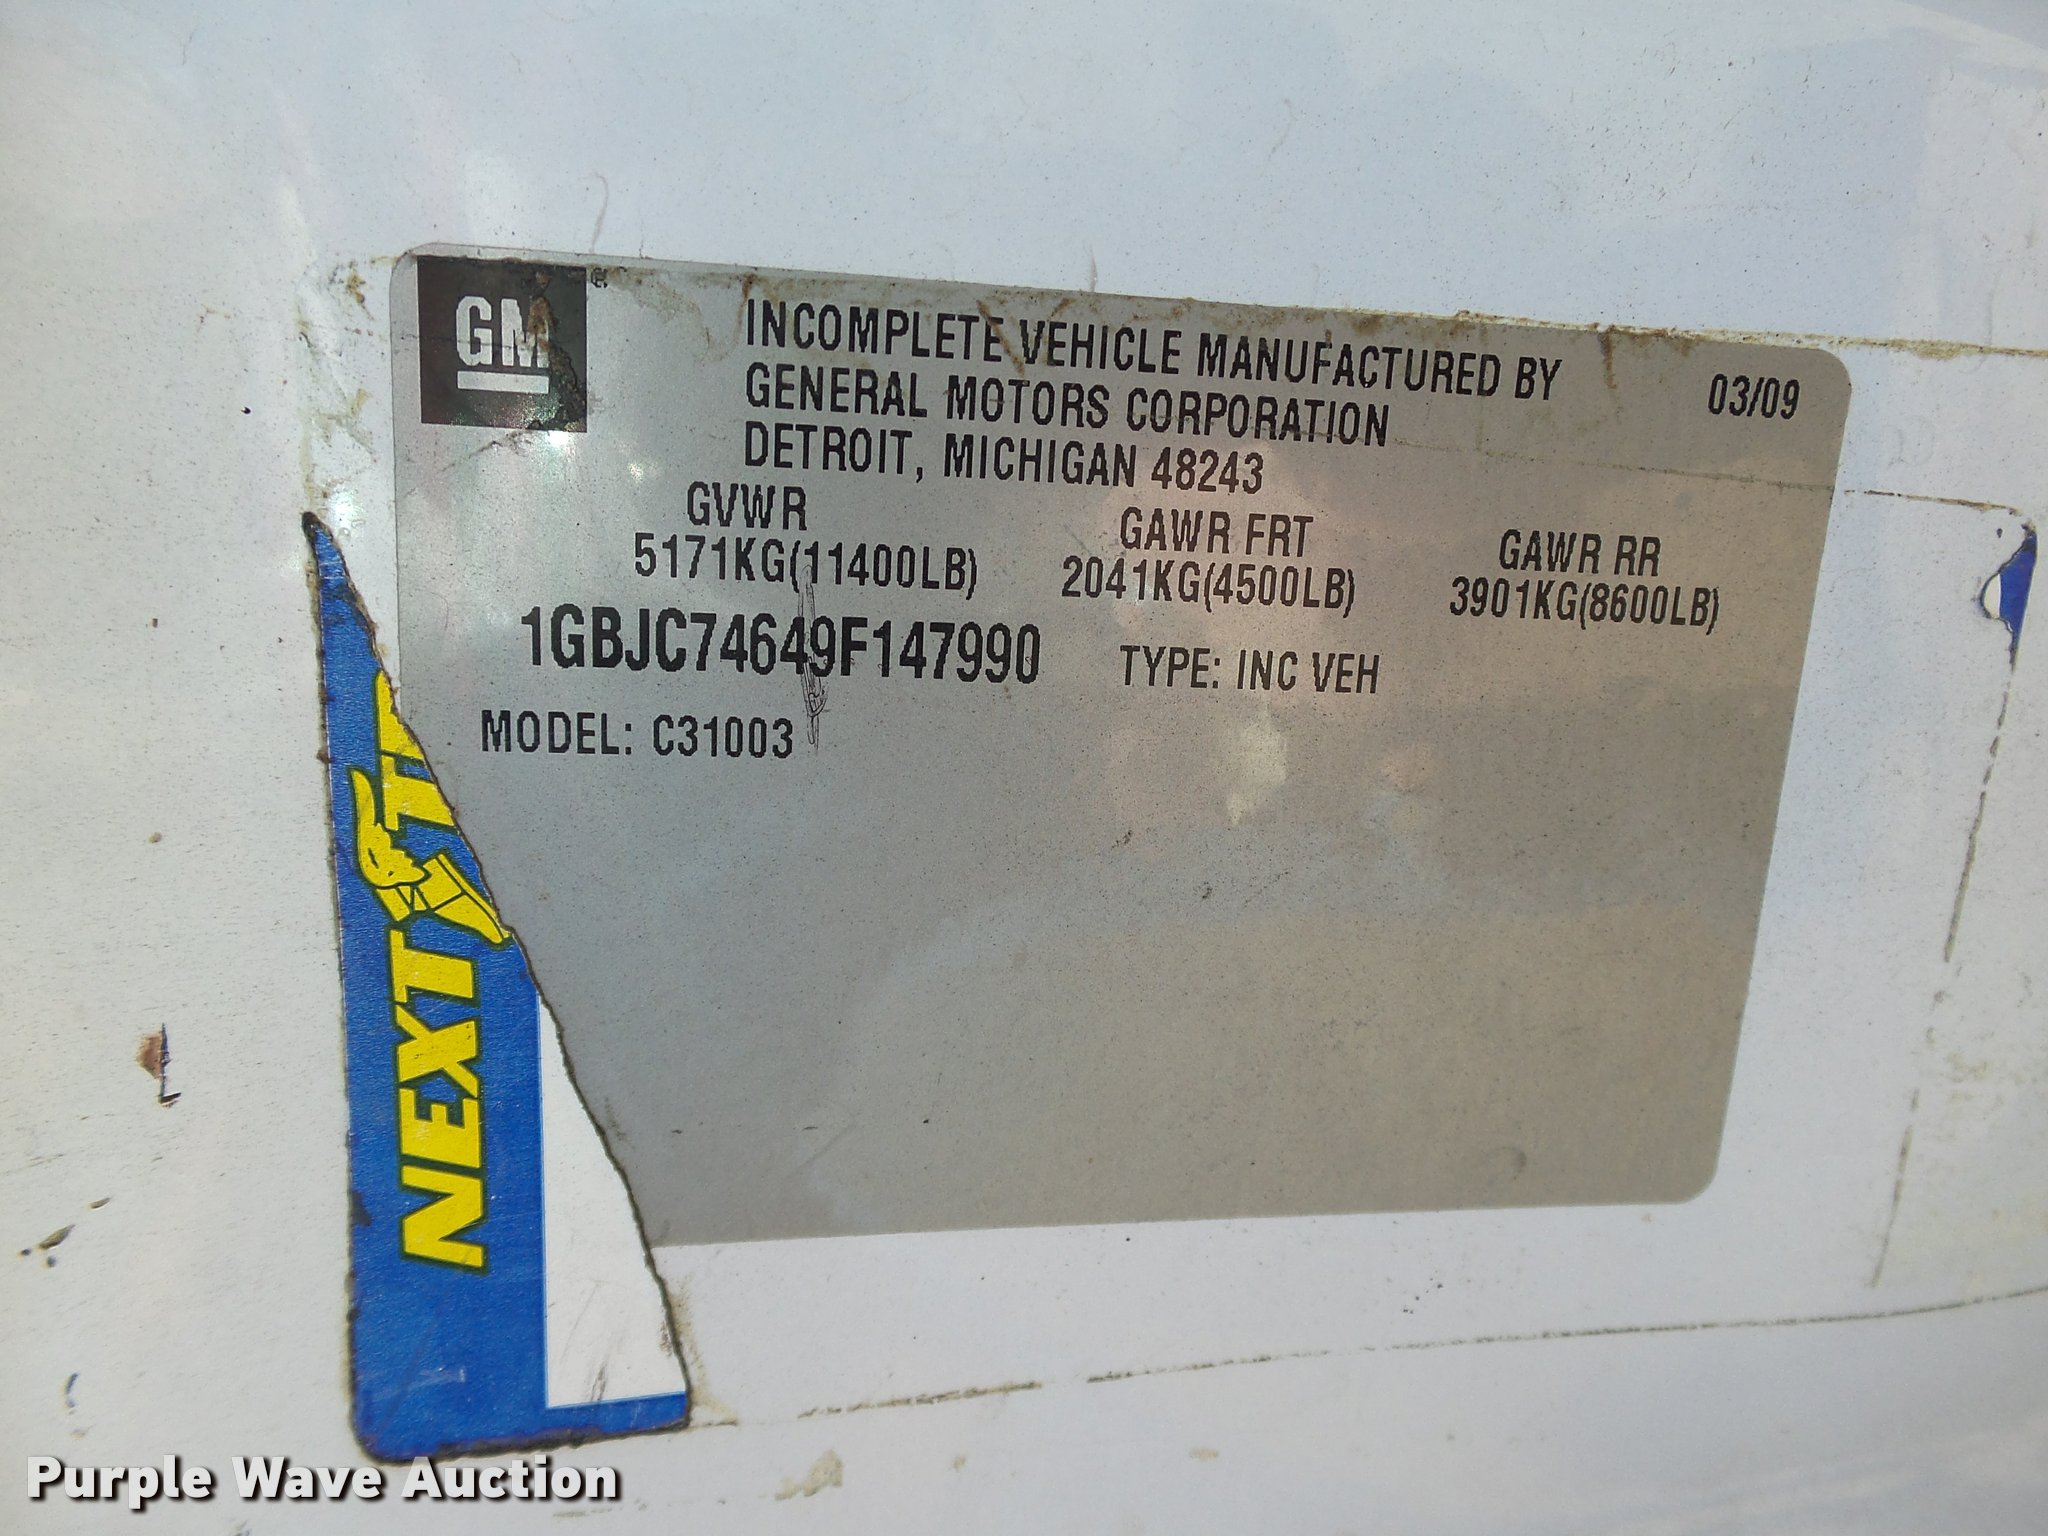 GM
INCOMPLETE VEHICLE MANUFACTURED BY
GENERAL MOTORS CORPORATION
DETROIT, MICHIGAN 48243
03/09
GVWR
5171KG(11400LB)
GAWR FRT
2041KG(4500LB)
GAWR RR
3901KG(8600LB)
1GBJC74649F147990
TYPE: INC VEH
MODEL: C31003
NEXT
Purple Wave Auction